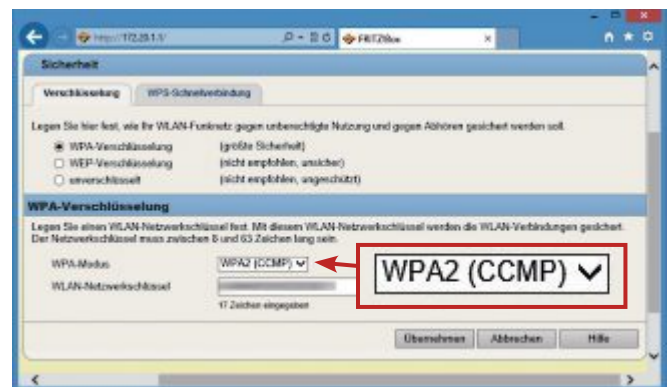 http://172.20.1.1/
FRITZ!Box
Sicherheit
Verschlüsselung
WPS-Schnellverbindung
Legen Sie hier fest, wie Ihr WLAN-Funknetz gegen unberechtigte Nutzung und gegen Abhören gesichert werden soll.
WPA-Verschlüsselung (größte Sicherheit)
WEP-Verschlüsselung (nicht empfohlen, unsicher)
unverschlüsselt (nicht empfohlen, ungeschützt)
WPA-Verschlüsselung
Legen Sie einen WLAN-Netzwerkschlüssel fest. Mit diesem WLAN-Netzwerkschlüssel werden die WLAN-Verbindungen gesichert.
Der Netzwerkschlüssel muss zwischen 8 und 63 Zeichen lang sein.
WPA-Modus WPA2 (CCMP)
WPA2 (CCMP)
WLAN-Netzwerkschlüssel
17 Zeichen eingegeben
Übernehmen Abbrechen Hilfe